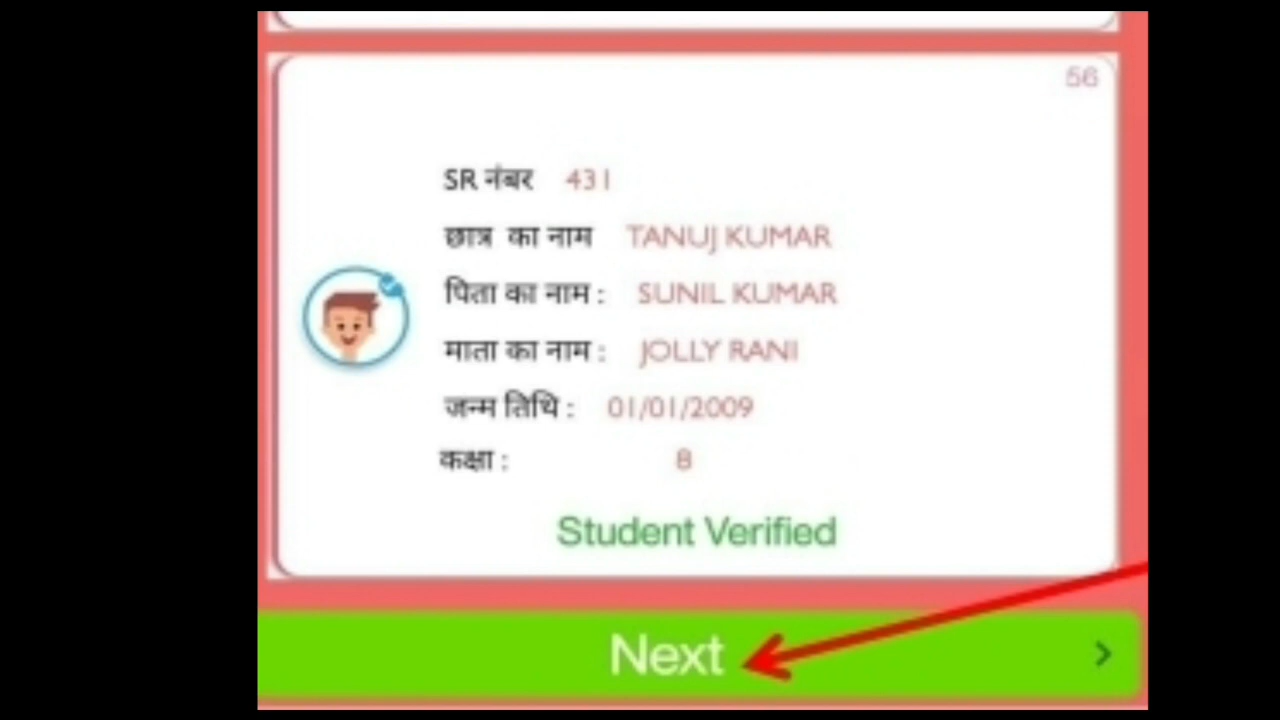 56
SR नंबर 431
छात्र का नाम TANUJ KUMAR
पिता का नाम : SUNIL KUMAR
माता का नाम : JOLLY RANI
जन्म तिथि : 01/01/2009
कक्षा : 8
Student Verified
Next